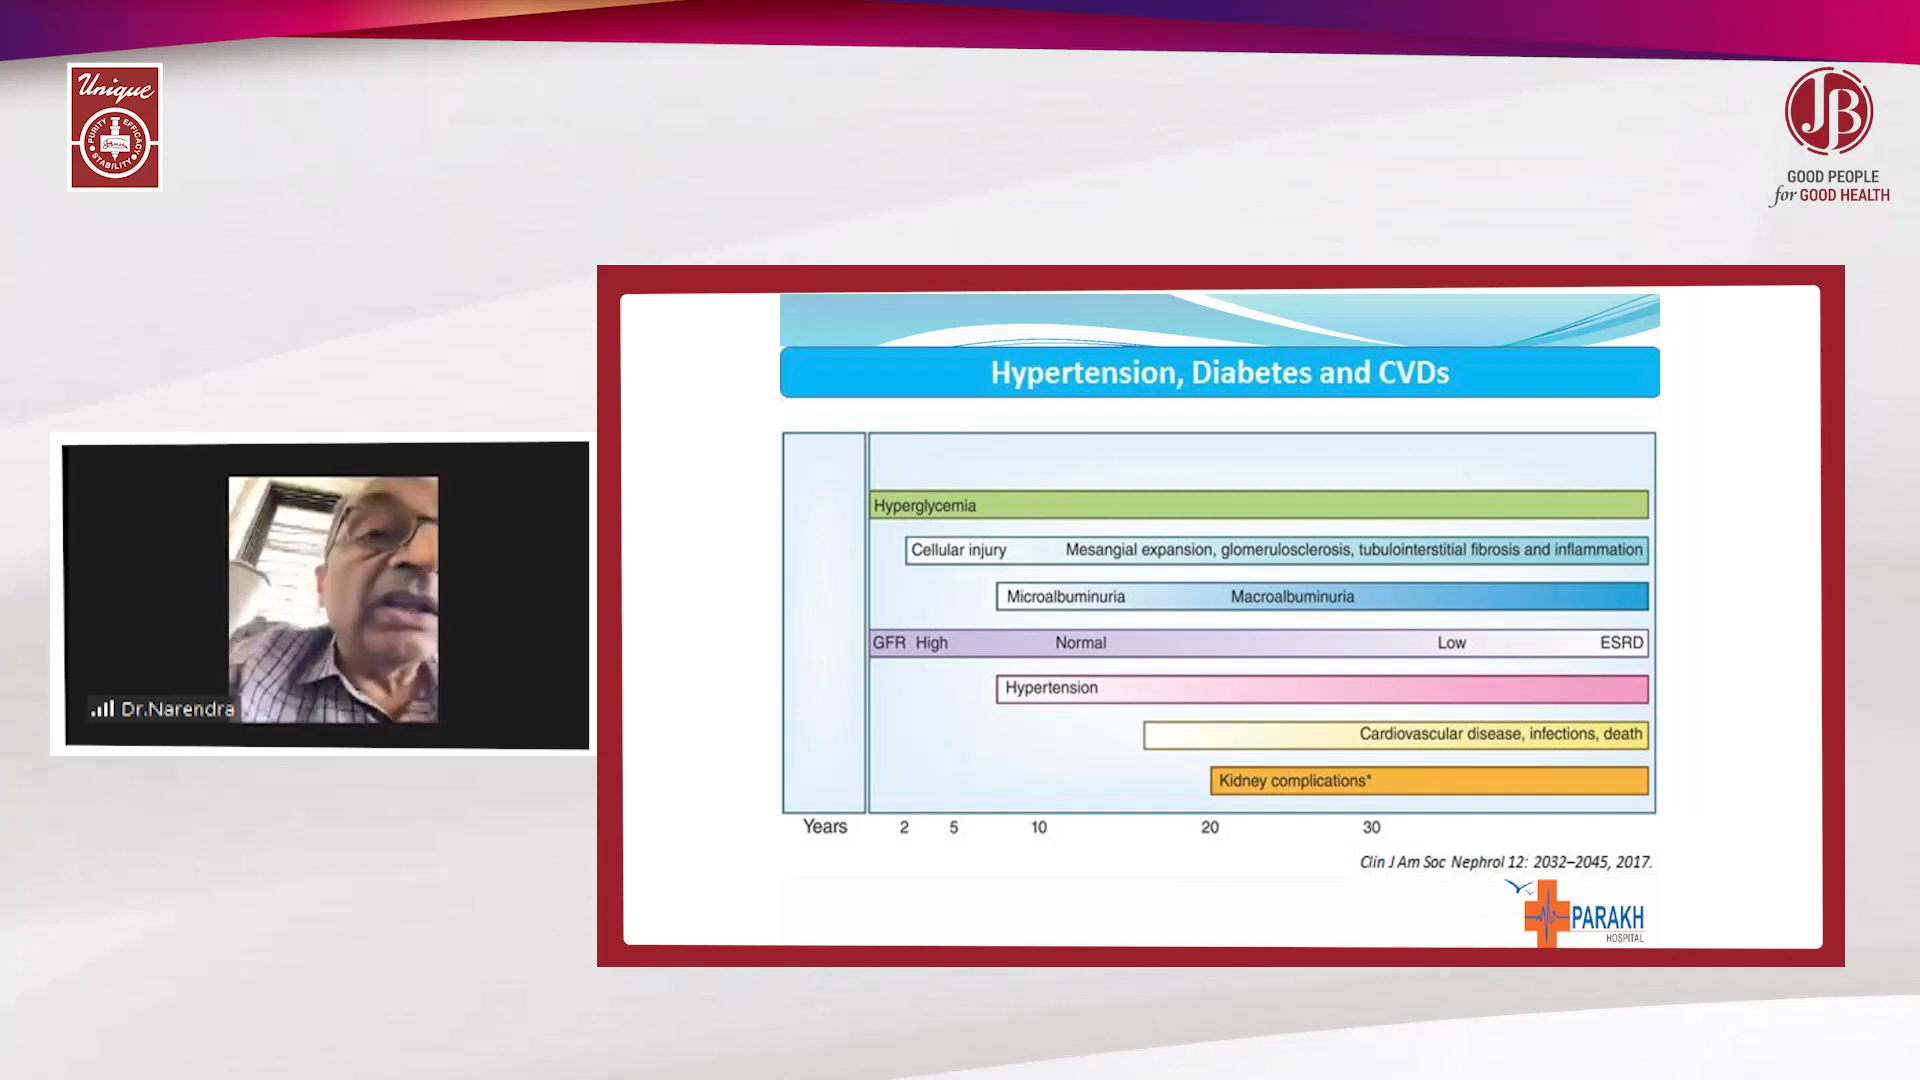 Unique
PURITY EFFICACY
STABILITY
JB
GOOD PEOPLE
for GOOD HEALTH
Hypertension, Diabetes and CVDs
Hyperglycemia
Cellular injury Mesangial expansion, glomerulosclerosis, tubulointerstitial fibrosis and inflammation
Microalbuminuria Macroalbuminuria
GFR High Normal Low ESRD
Hypertension
Cardiovascular disease, infections, death
Kidney complications*
Years 2 5 10 20 30
Clin J Am Soc Nephrol 12: 2032–2045, 2017.
PARAKH
HOSPITAL
Dr.Narendra